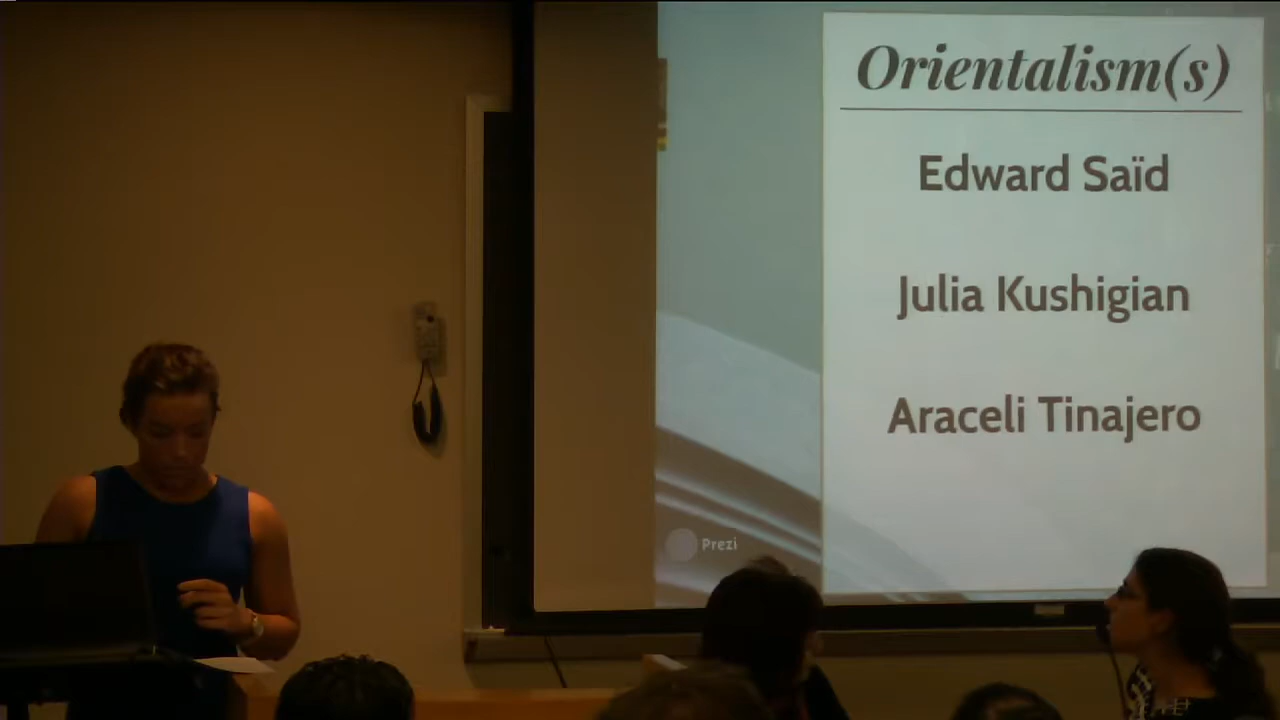 Orientalism(s)
Edward Saïd
Julia Kushigian
Araceli Tinajero
Prezi